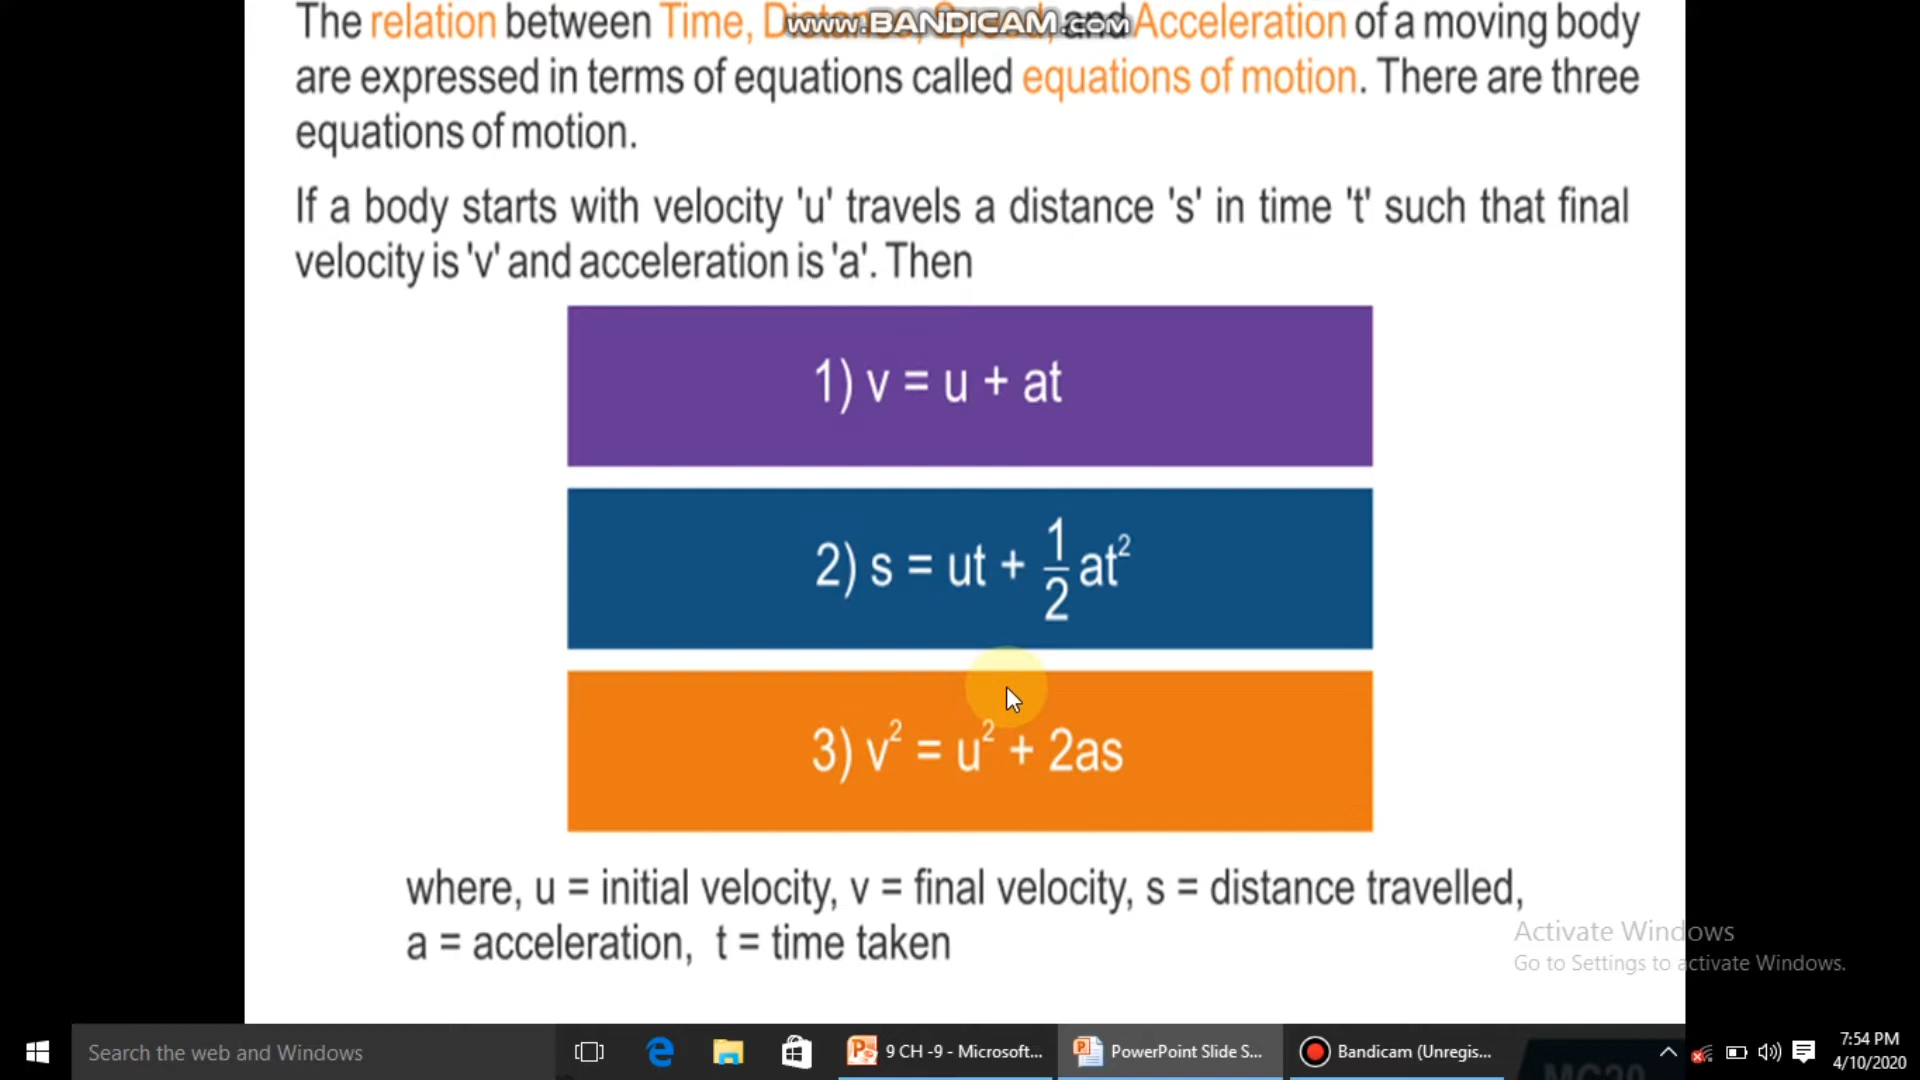 www.BANDICAM.com
The relation between Time, Distance, Speed, and Acceleration of a moving body
are expressed in terms of equations called equations of motion. There are three
equations of motion.
If a body starts with velocity 'u' travels a distance 's' in time 't' such that final
velocity is 'v' and acceleration is 'a'. Then
1) v = u + at
2) s = ut + 1/2 at²
3) v² = u² + 2as
where, u = initial velocity, v = final velocity, s = distance travelled,
a = acceleration, t = time taken
Activate Windows
Go to Settings to activate Windows.
Search the web and Windows
9 CH -9 - Microsoft...
PowerPoint Slide S...
Bandicam (Unregis...
7:54 PM
4/10/2020